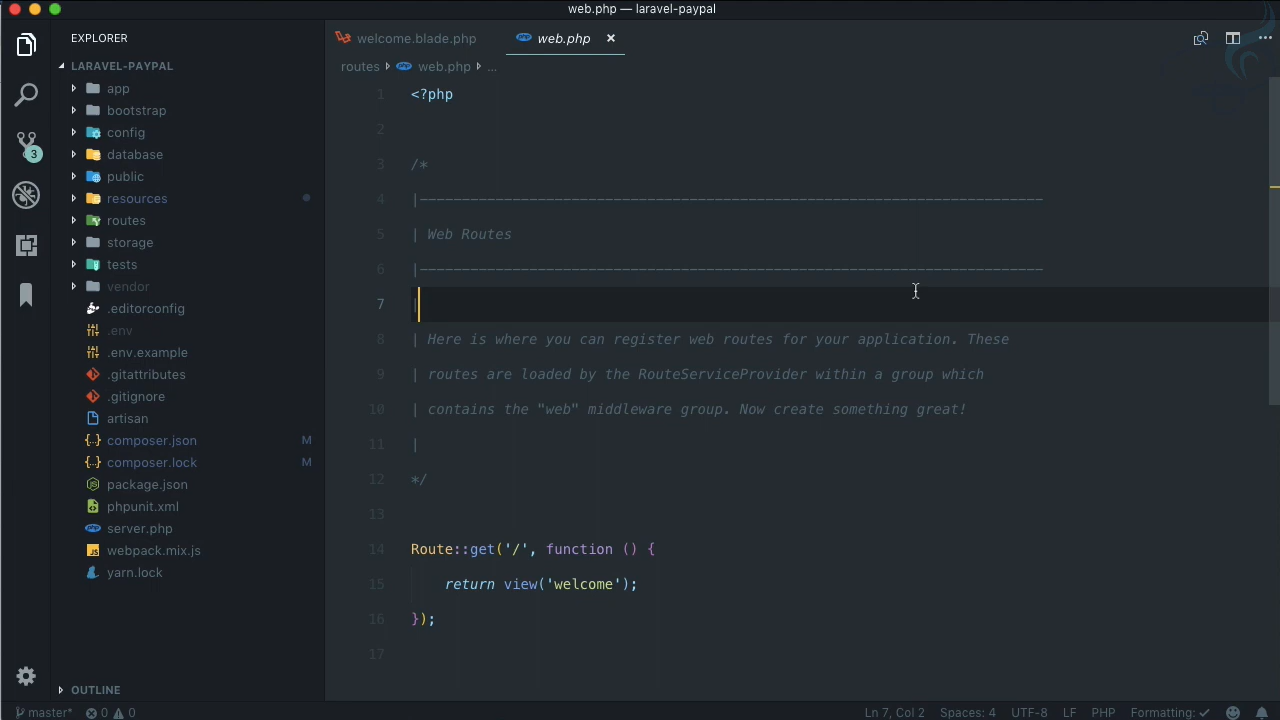 web.php — laravel-paypal
EXPLORER
LARAVEL-PAYPAL
app
bootstrap
config
database
public
resources
routes
storage
tests
vendor
.editorconfig
.env
.env.example
.gitattributes
.gitignore
artisan
composer.json M
composer.lock M
package.json
phpunit.xml
server.php
webpack.mix.js
yarn.lock
OUTLINE
3
welcome.blade.php
web.php
routes web.php ...
1 <?php
2
3 /*
4 |--------------------------------------------------------------------------
5 | Web Routes
6 |--------------------------------------------------------------------------
7 |
8 | Here is where you can register web routes for your application. These
9 | routes are loaded by the RouteServiceProvider within a group which
10 | contains the "web" middleware group. Now create something great!
11 |
12 */
13
14 Route::get('/', function () {
15 return view('welcome');
16 });
17
master* 0 0 Ln 7, Col 2 Spaces: 4 UTF-8 LF PHP Formatting: ✓